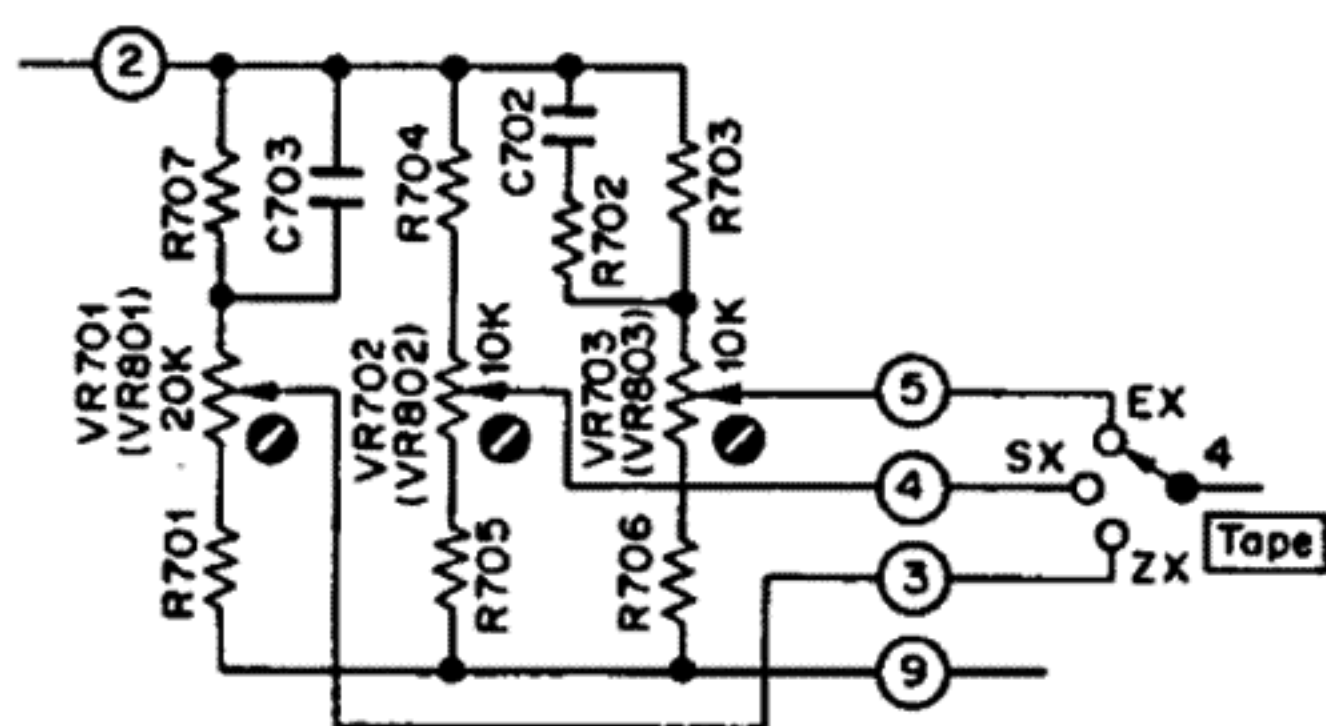 2
R707
C703
R704
C702
R702
R703
VR701
(VR801)
20K
VR702
(VR802)
10K
VR703
(VR803)
10K
R701
R705
R706
5
4
3
9
EX
SX
ZX
4
Tape